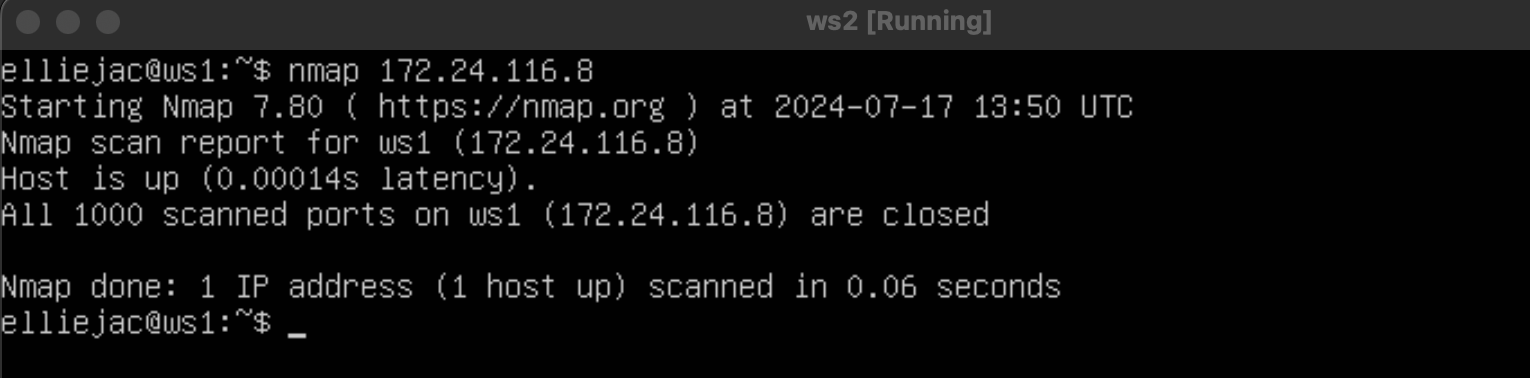 ws2 [Running]
elliejac@ws1:~$ nmap 172.24.116.8
Starting Nmap 7.80 ( https://nmap.org ) at 2024-07-17 13:50 UTC
Nmap scan report for ws1 (172.24.116.8)
Host is up (0.00014s latency).
All 1000 scanned ports on ws1 (172.24.116.8) are closed
Nmap done: 1 IP address (1 host up) scanned in 0.06 seconds
elliejac@ws1:~$ _